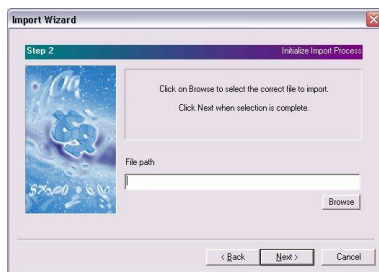 Import Wizard
Step 2
Initialize Import Process
Click on Browse to select the correct file to import.
Click Next when selection is complete.
File path
Browse
< Back
Next >
Cancel